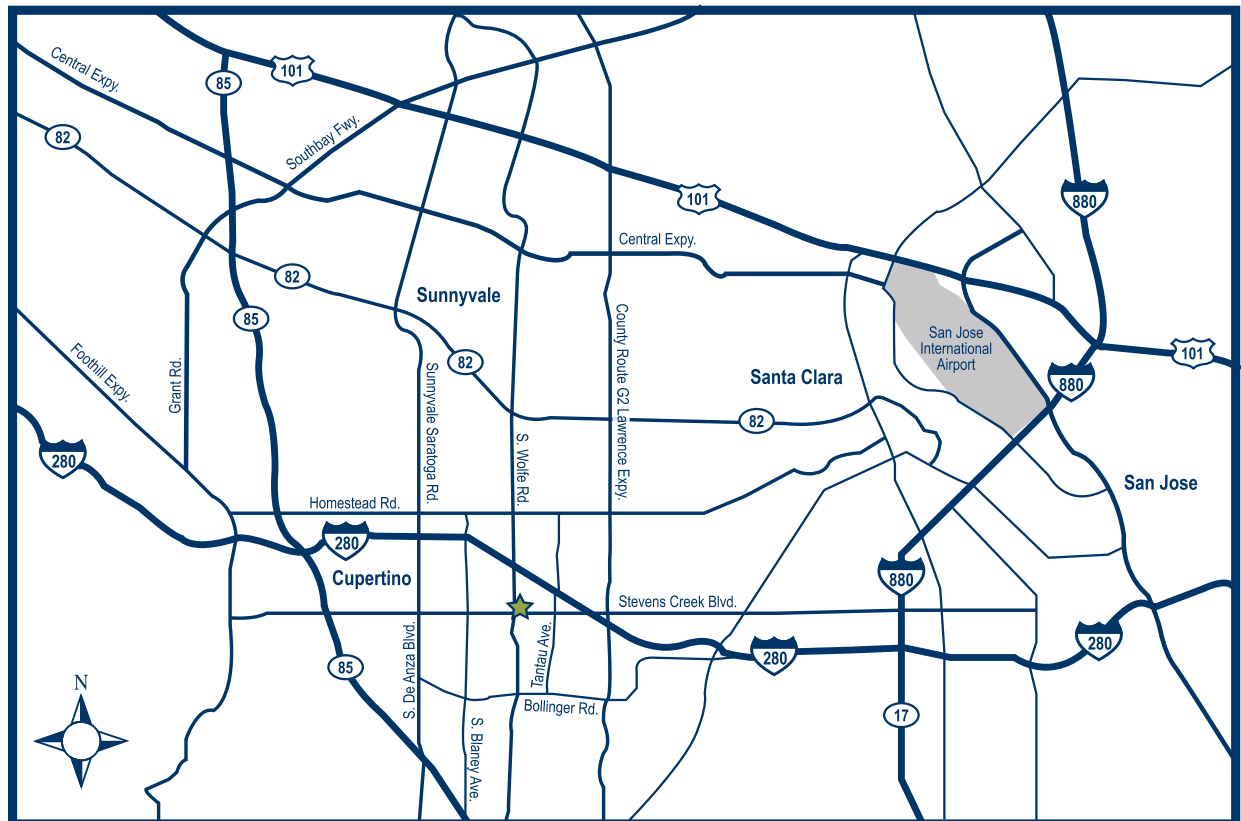 Central Expy.
85
101
82
Southbay Fwy.
101
880
Central Expy.
82
Sunnyvale
85
San Jose
International
Airport
101
Foothill Expy.
Grant Rd.
82
Sunnyvale Saratoga Rd.
County Route G2 Lawrence Expy.
Santa Clara
880
82
280
S. Wolfe Rd.
San Jose
Homestead Rd.
280
Cupertino
880
Stevens Creek Blvd.
S. De Anza Blvd.
Tantau Ave.
280
280
85
N
Bollinger Rd.
S. Blaney Ave.
17